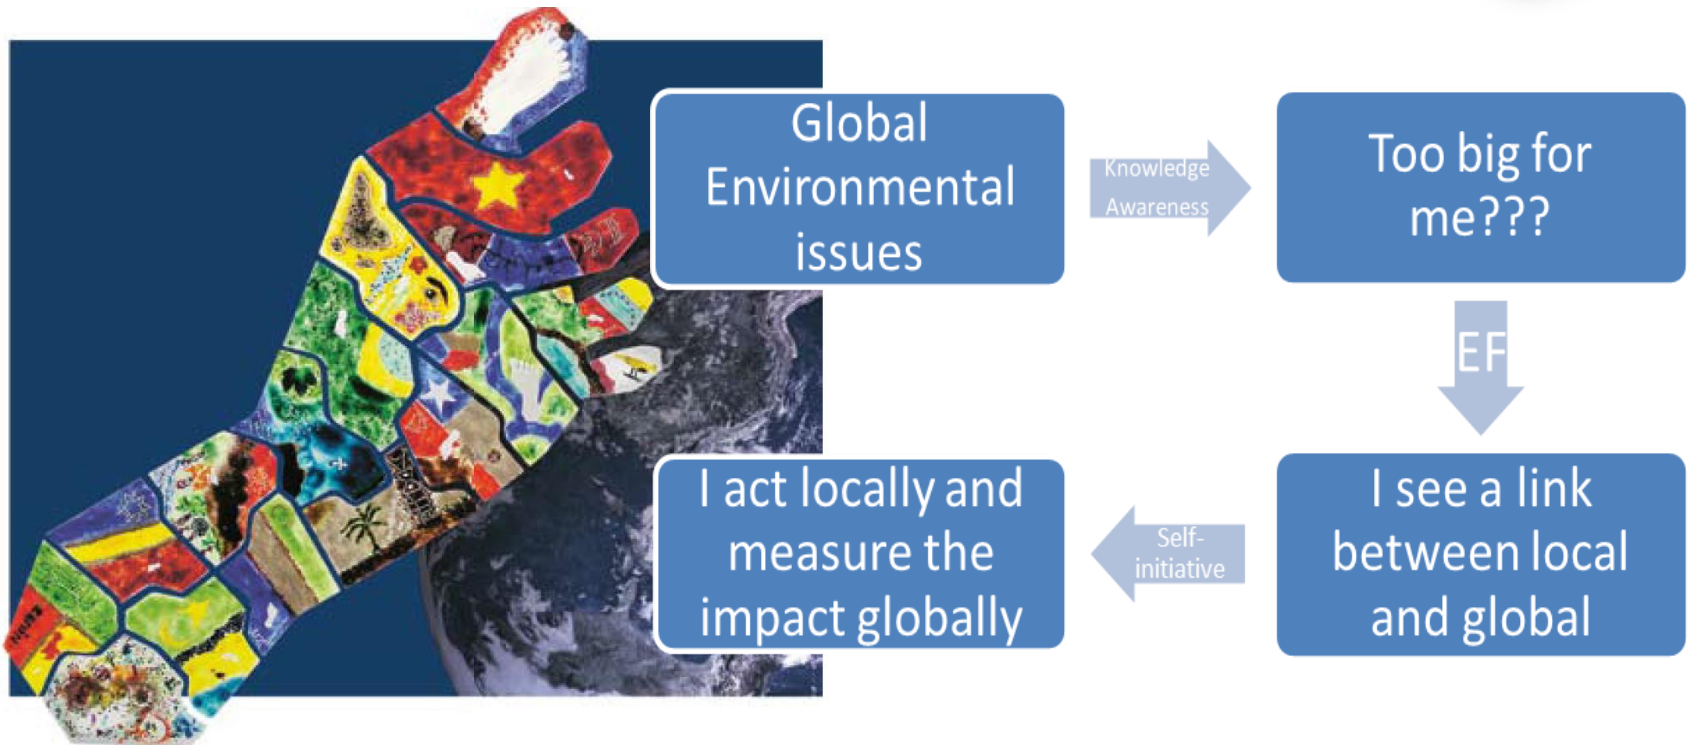 Global
Environmental
issues
Knowledge
Awareness
Too big for
me???
EF
I see a link
between local
and global
Self-
initiative
I act locally and
measure the
impact globally